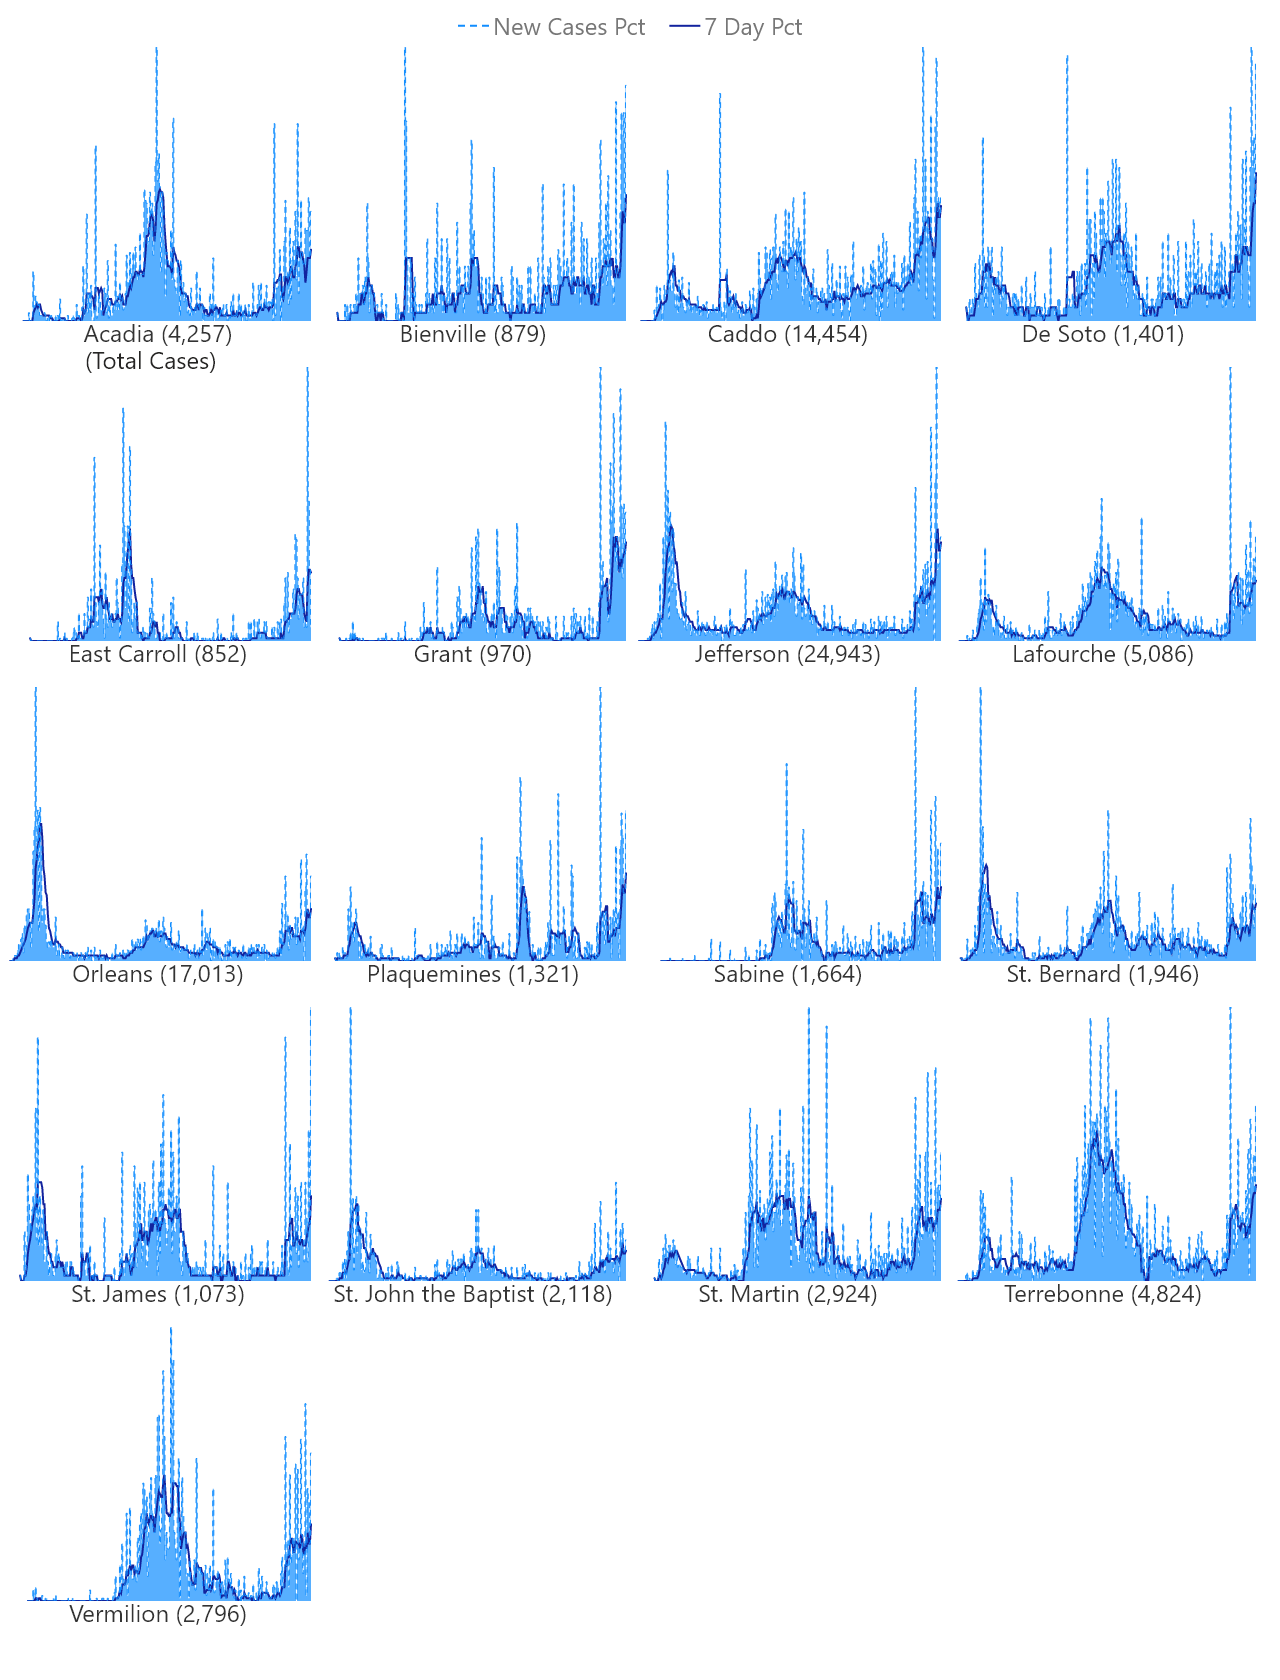 New Cases Pct 7 Day Pct
Acadia (4,257) Bienville (879) Caddo (14,454) De Soto (1,401)
(Total Cases)
East Carroll (852) Grant (970) Jefferson (24,943) Lafourche (5,086)
Orleans (17,013) Plaquemines (1,321) Sabine (1,664) St. Bernard (1,946)
St. James (1,073) St. John the Baptist (2,118) St. Martin (2,924) Terrebonne (4,824)
Vermilion (2,796)